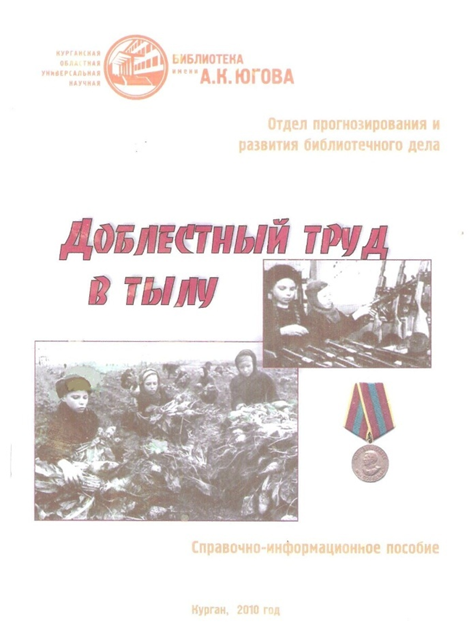 КУРГАНСКАЯ
ОБЛАСТНАЯ
УНИВЕРСАЛЬНАЯ
НАУЧНАЯ
БИБЛИОТЕКА
имени А.К.ЮГОВА
Отдел прогнозирования и
развития библиотечного дела
ДОБЛЕСТНЫЙ ТРУД
В ТЫЛУ
Справочно-информационное пособие
Курган, 2010 год